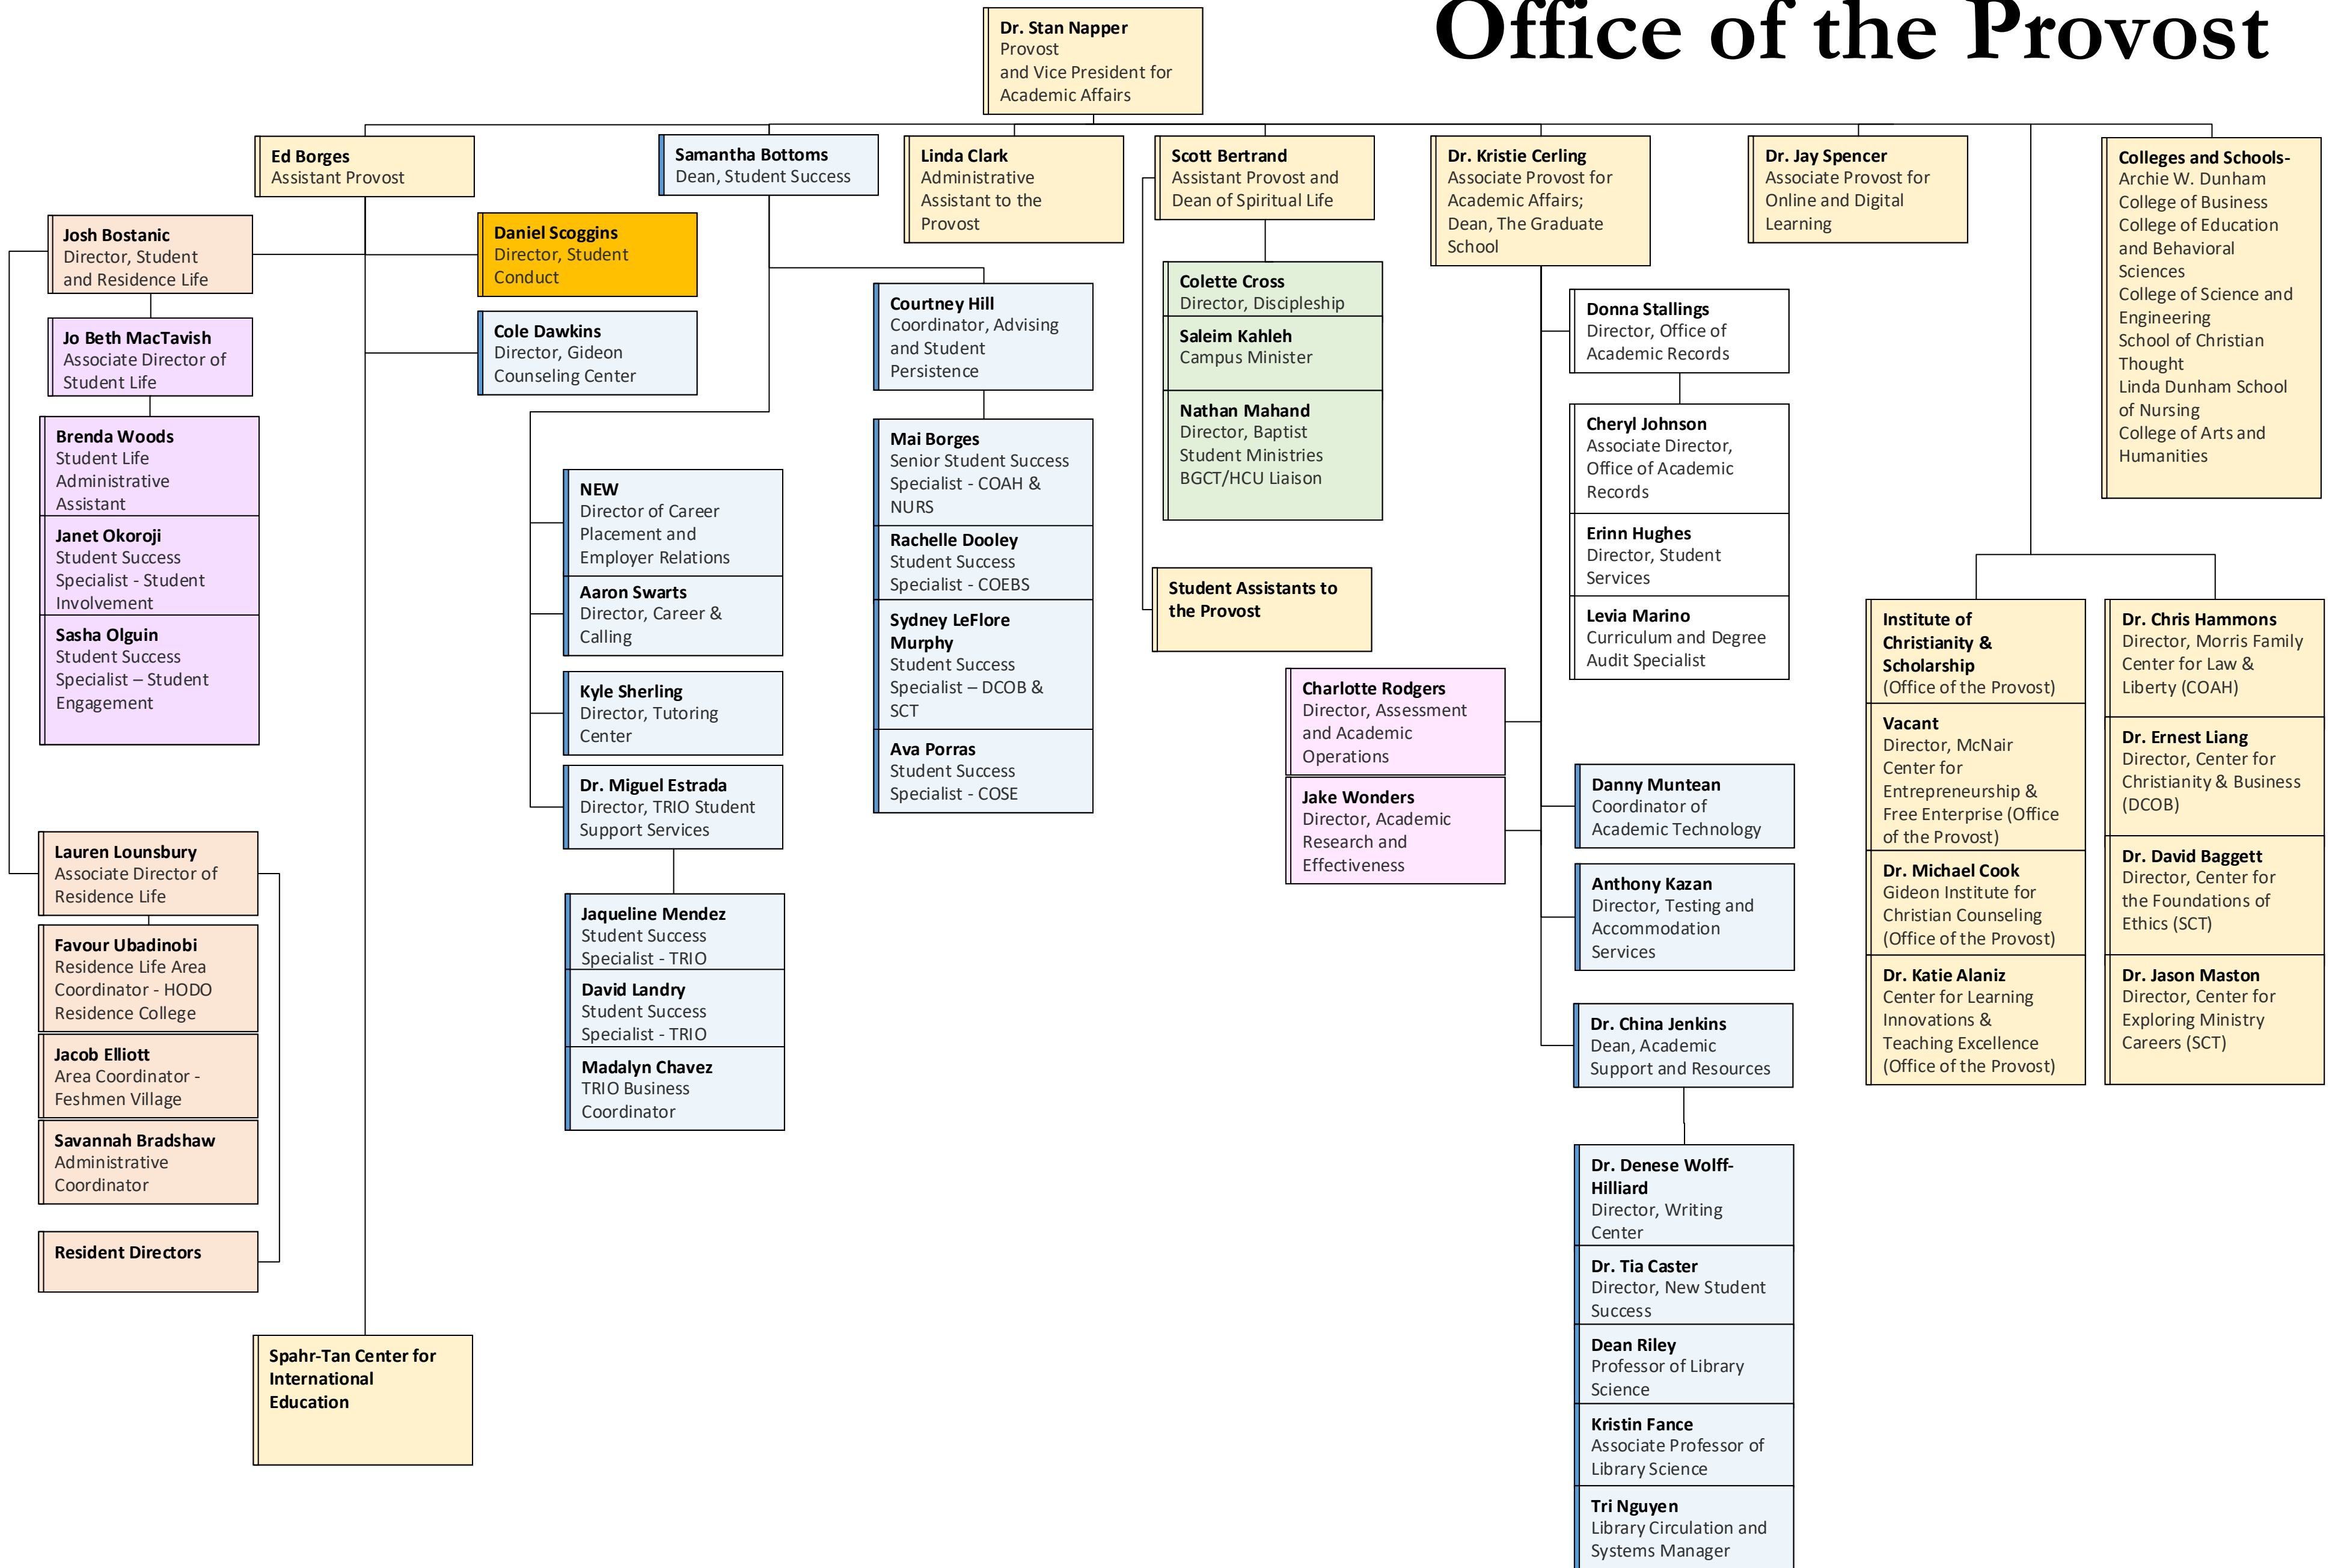 Office of the Provost
Dr. Stan Napper
Provost
and Vice President for
Academic Affairs
Ed Borges
Assistant Provost
Samantha Bottoms
Dean, Student Success
Linda Clark
Administrative
Assistant to the
Provost
Scott Bertrand
Assistant Provost and
Dean of Spiritual Life
Dr. Kristie Cerling
Associate Provost for
Academic Affairs;
Dean, The Graduate
School
Dr. Jay Spencer
Associate Provost for
Online and Digital
Learning
Colleges and Schools-
Archie W. Dunham
College of Business
College of Education
and Behavioral
Sciences
College of Science and
Engineering
School of Christian
Thought
Linda Dunham School
of Nursing
College of Arts and
Humanities
Josh Bostanic
Director, Student
and Residence Life
Daniel Scoggins
Director, Student
Conduct
Cole Dawkins
Director, Gideon
Counseling Center
Jo Beth MacTavish
Associate Director of
Student Life
Brenda Woods
Student Life
Administrative
Assistant
Janet Okoroji
Student Success
Specialist - Student
Involvement
Sasha Olguin
Student Success
Specialist – Student
Engagement
Lauren Lounsbury
Associate Director of
Residence Life
Favour Ubadinobi
Residence Life Area
Coordinator - HODO
Residence College
Jacob Elliott
Area Coordinator -
Feshmen Village
Savannah Bradshaw
Administrative
Coordinator
Resident Directors
Spahr-Tan Center for
International
Education
NEW
Director of Career
Placement and
Employer Relations
Aaron Swarts
Director, Career &
Calling
Kyle Sherling
Director, Tutoring
Center
Dr. Miguel Estrada
Director, TRIO Student
Support Services
Jaqueline Mendez
Student Success
Specialist - TRIO
David Landry
Student Success
Specialist - TRIO
Madalyn Chavez
TRIO Business
Coordinator
Courtney Hill
Coordinator, Advising
and Student
Persistence
Mai Borges
Senior Student Success
Specialist - COAH &
NURS
Rachelle Dooley
Student Success
Specialist - COEBS
Sydney LeFlore
Murphy
Student Success
Specialist – DCOB &
SCT
Ava Porras
Student Success
Specialist - COSE
Colette Cross
Director, Discipleship
Saleim Kahleh
Campus Minister
Nathan Mahand
Director, Baptist
Student Ministries
BGCT/HCU Liaison
Student Assistants to
the Provost
Donna Stallings
Director, Office of
Academic Records
Cheryl Johnson
Associate Director,
Office of Academic
Records
Erinn Hughes
Director, Student
Services
Levia Marino
Curriculum and Degree
Audit Specialist
Charlotte Rodgers
Director, Assessment
and Academic
Operations
Jake Wonders
Director, Academic
Research and
Effectiveness
Danny Muntean
Coordinator of
Academic Technology
Anthony Kazan
Director, Testing and
Accommodation
Services
Dr. China Jenkins
Dean, Academic
Support and Resources
Dr. Denese Wolff-
Hilliard
Director, Writing
Center
Dr. Tia Caster
Director, New Student
Success
Dean Riley
Professor of Library
Science
Kristin Fance
Associate Professor of
Library Science
Tri Nguyen
Library Circulation and
Systems Manager
Institute of
Christianity &
Scholarship
(Office of the Provost)
Vacant
Director, McNair
Center for
Entrepreneurship &
Free Enterprise (Office
of the Provost)
Dr. Michael Cook
Gideon Institute for
Christian Counseling
(Office of the Provost)
Dr. Katie Alaniz
Center for Learning
Innovations &
Teaching Excellence
(Office of the Provost)
Dr. Chris Hammons
Director, Morris Family
Center for Law &
Liberty (COAH)
Dr. Ernest Liang
Director, Center for
Christianity & Business
(DCOB)
Dr. David Baggett
Director, Center for
the Foundations of
Ethics (SCT)
Dr. Jason Maston
Director, Center for
Exploring Ministry
Careers (SCT)